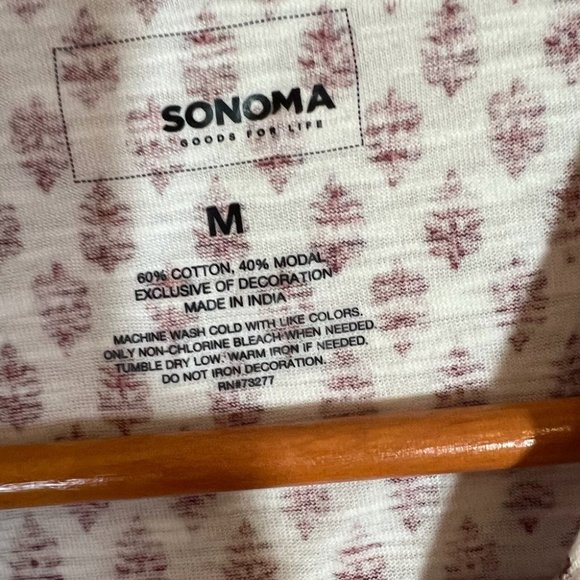 SONOMA
GOODS FOR LIFE
M
60% COTTON, 40% MODAL
EXCLUSIVE OF DECORATION
MADE IN INDIA
MACHINE WASH COLD WITH LIKE COLORS.
ONLY NON-CHLORINE BLEACH WHEN NEEDED.
TUMBLE DRY LOW. WARM IRON IF NEEDED.
DO NOT IRON DECORATION.
RN#73277